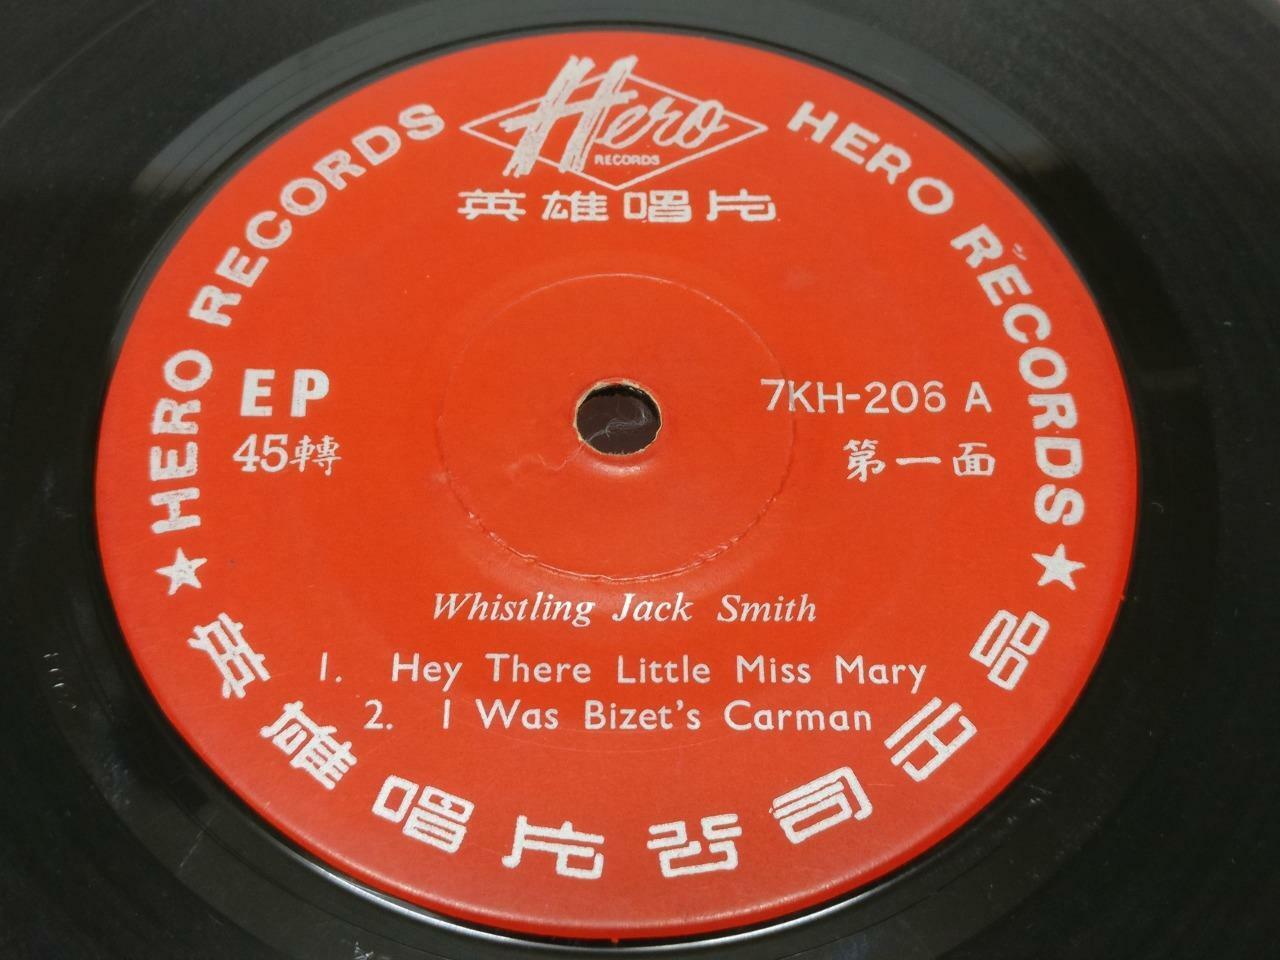 Hero
RECORDS
英雄唱片
HERO RECORDS
HERO RECORDS
EP
45轉
7KH-206 A
第一面
Whistling Jack Smith
1. Hey There Little Miss Mary
2. I Was Bizet's Carman
★ 英雄唱片公司出品 ★